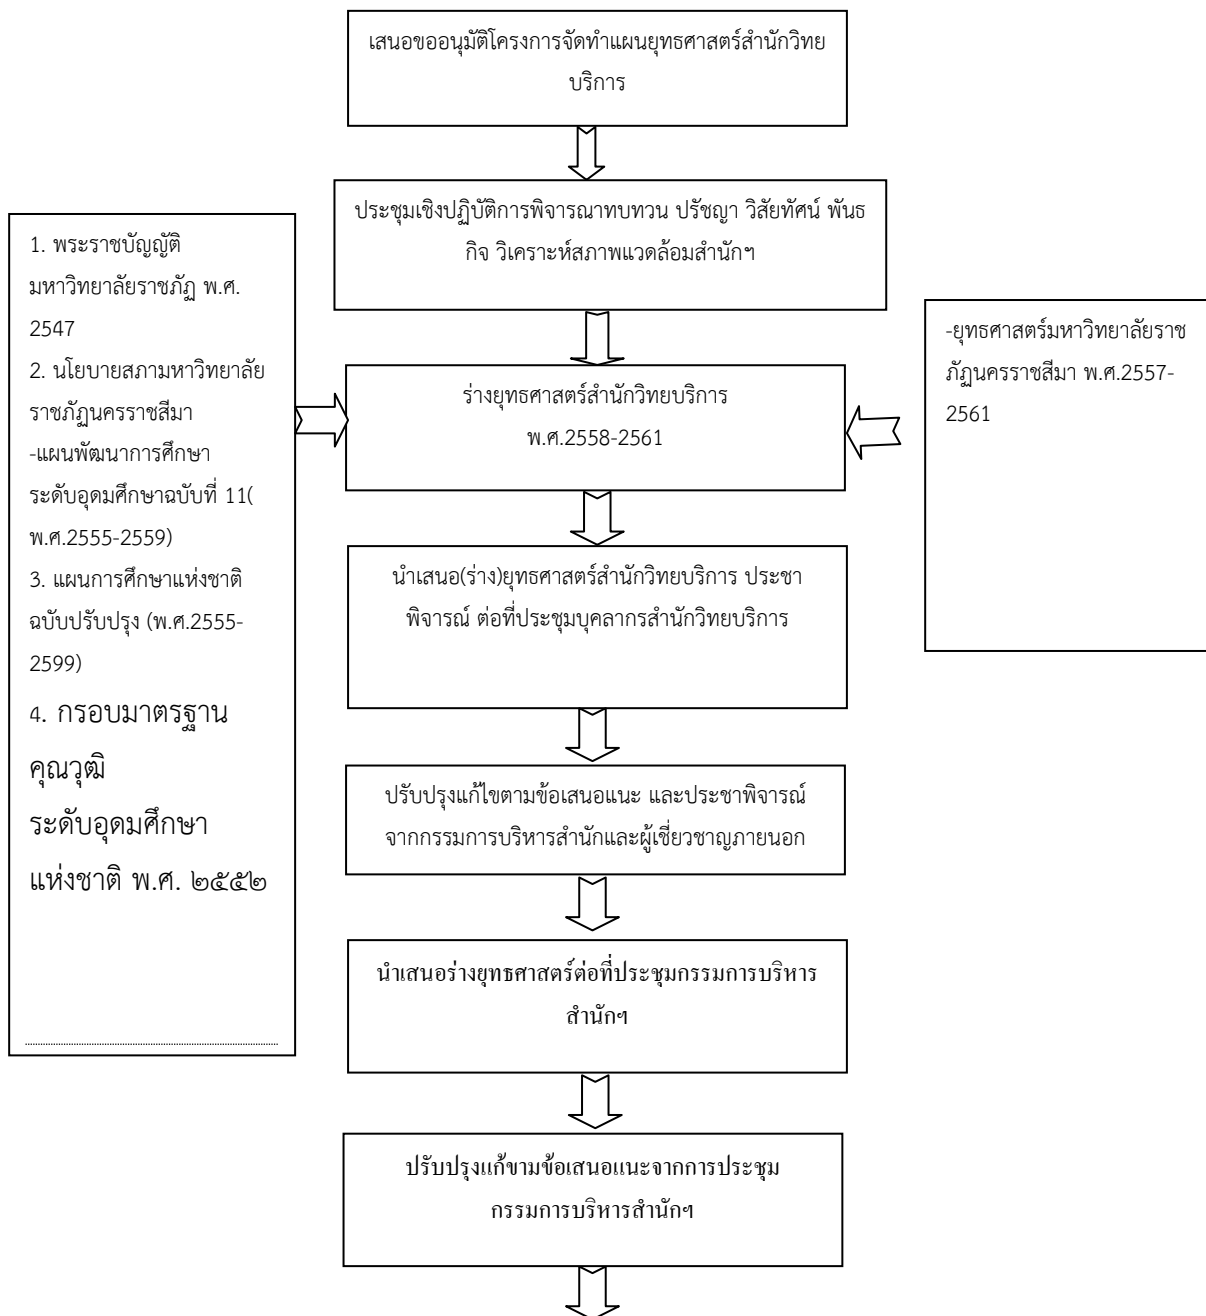 เสนอขออนุมัติโครงการจัดทำแผนยุทธศาสตร์สำนักวิทย
บริการ
ประชุมเชิงปฏิบัติการพิจารณาทบทวน ปรัชญา วิสัยทัศน์ พันธ
กิจ วิเคราะห์สภาพแวดล้อมสำนักฯ
1. พระราชบัญญัติ
มหาวิทยาลัยราชภัฏ พ.ศ.
2547
2. นโยบายสภามหาวิทยาลัย
ราชภัฏนครราชสีมา
-แผนพัฒนาการศึกษา
ระดับอุดมศึกษาฉบับที่ 11(
พ.ศ.2555-2559)
3. แผนการศึกษาแห่งชาติ
ฉบับปรับปรุง (พ.ศ.2555-
2599)
4. กรอบมาตรฐาน
คุณวุฒิ
ระดับอุดมศึกษา
แห่งชาติ พ.ศ. ๒๕๕๒
-ยุทธศาสตร์มหาวิทยาลัยราช
ภัฏนครราชสีมา พ.ศ.2557-
2561
ร่างยุทธศาสตร์สำนักวิทยบริการ
พ.ศ.2558-2561
นำเสนอ(ร่าง)ยุทธศาสตร์สำนักวิทยบริการ ประชา
พิจารณ์ ต่อที่ประชุมบุคลากรสำนักวิทยบริการ
ปรับปรุงแก้ไขตามข้อเสนอแนะ และประชาพิจารณ์
จากกรรมการบริหารสำนักและผู้เชี่ยวชาญภายนอก
นำเสนอร่างยุทธศาสตร์ต่อที่ประชุมกรรมการบริหาร
สำนักฯ
ปรับปรุงแก้ขามข้อเสนอแนะจากการประชุม
กรรมการบริหารสำนักฯ